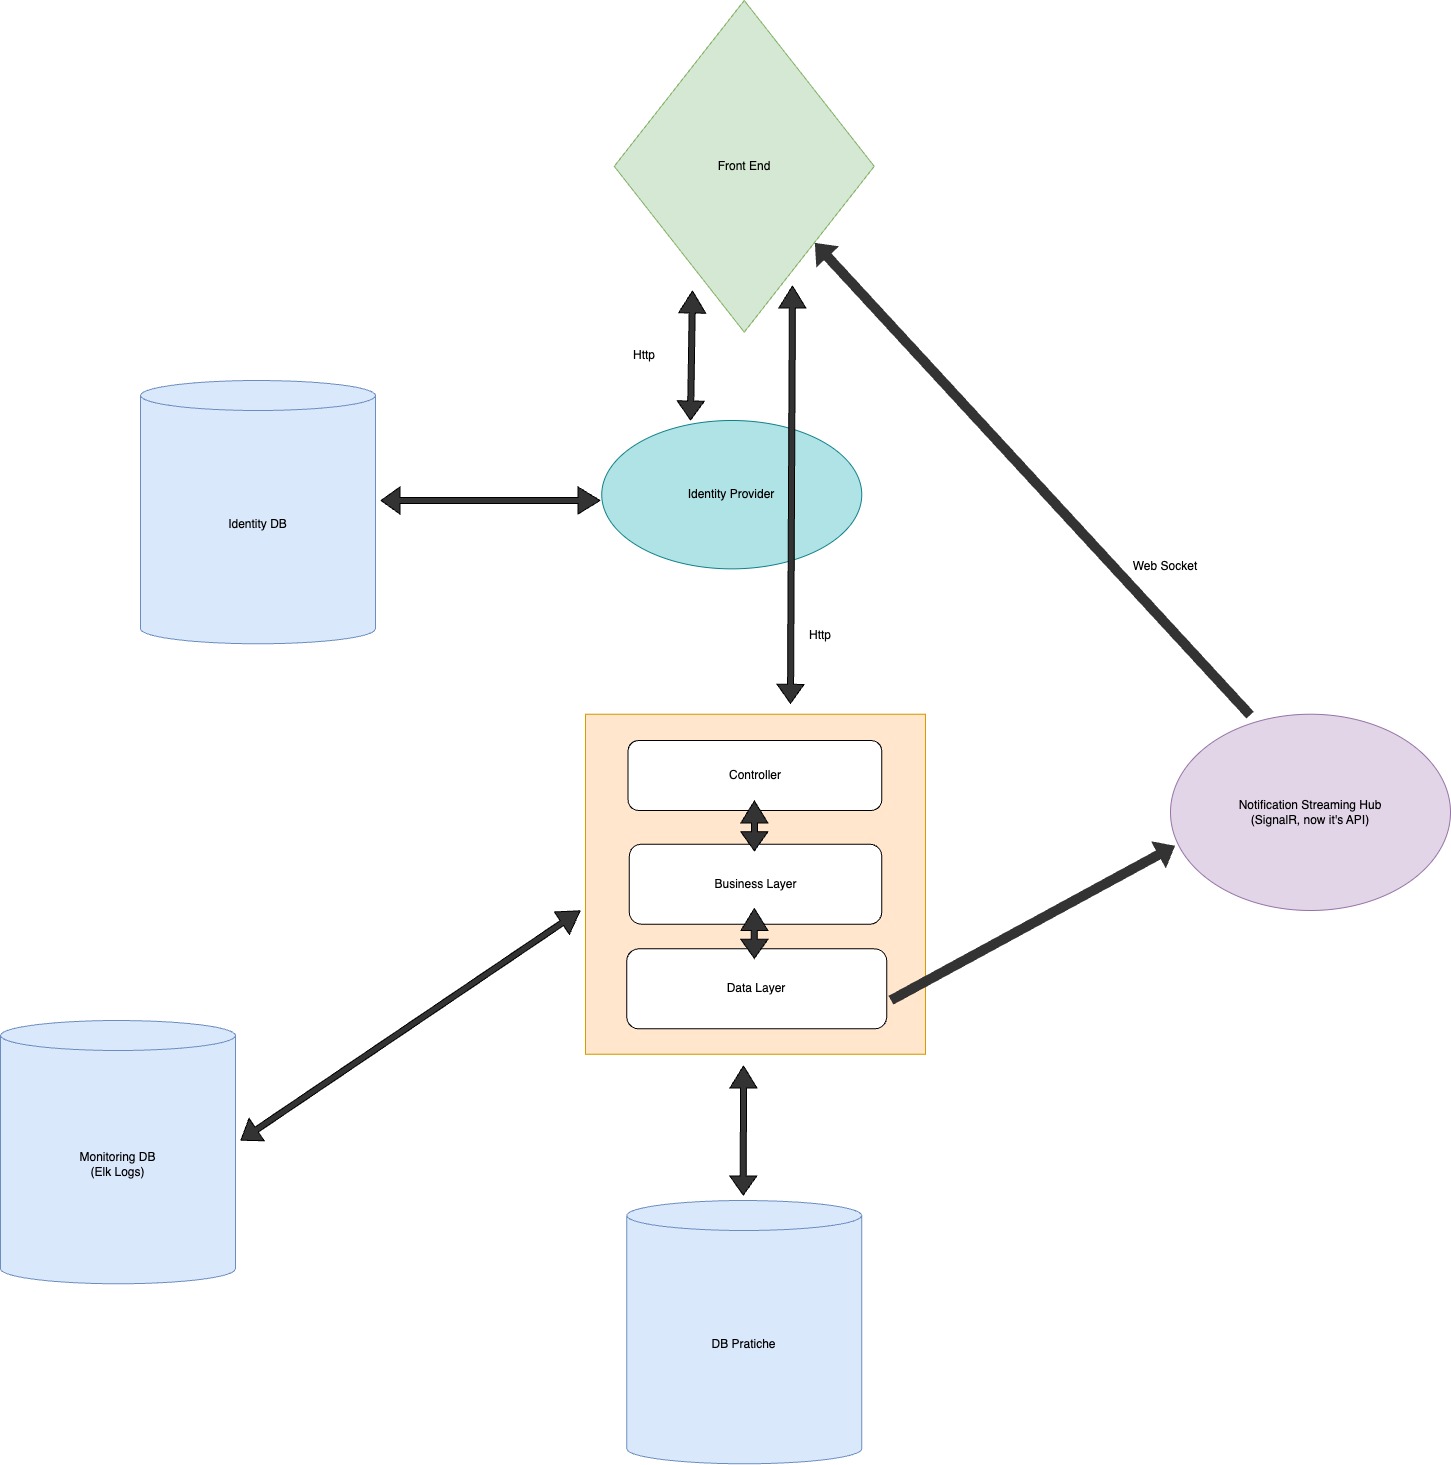 Front End
Http
Identity DB
Identity Provider
Web Socket
Http
Controller
Notification Streaming Hub
(SignalR, now it's API)
Business Layer
Data Layer
Monitoring DB
(Elk Logs)
DB Pratiche